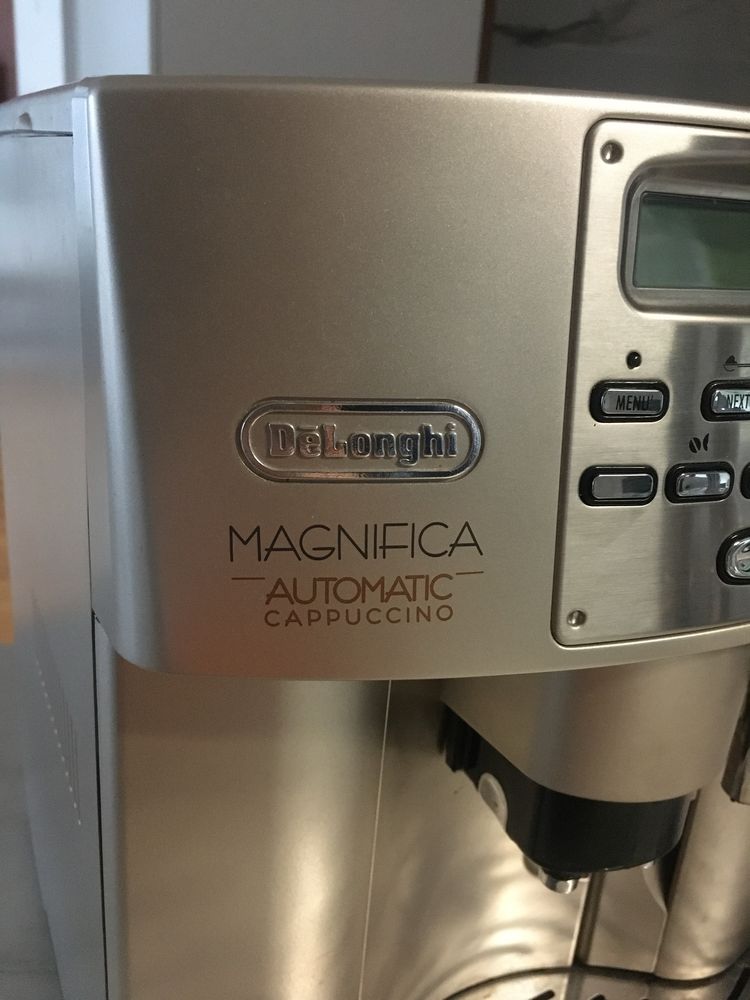 MENU
NEXT
DeLonghi
MAGNIFICA
AUTOMATIC
CAPPUCCINO